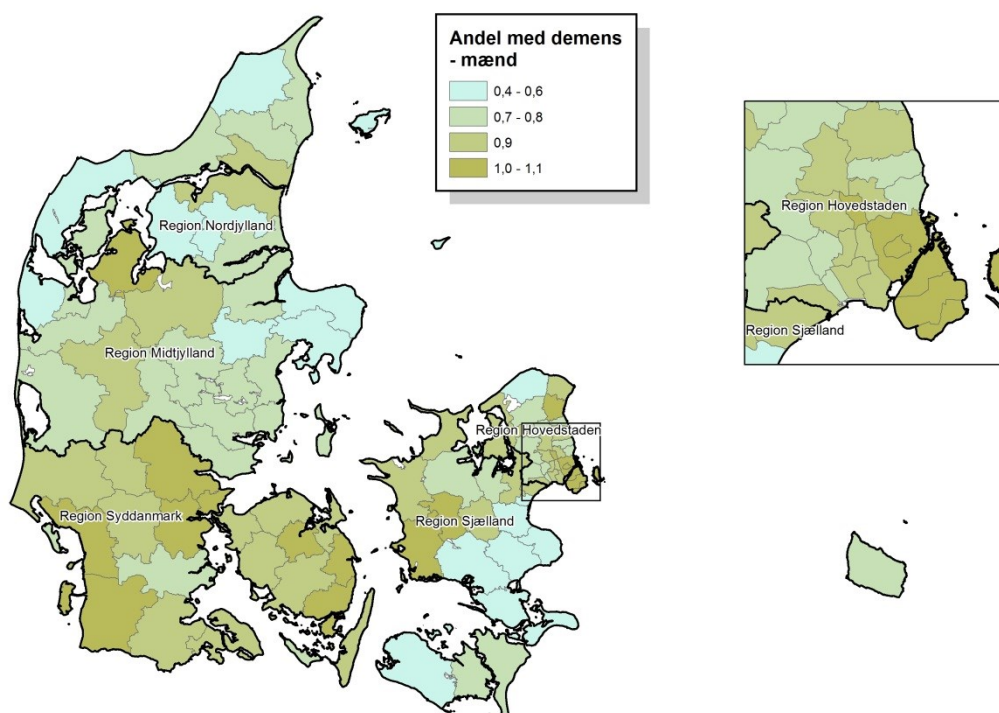 Andel med demens
- mænd
0,4 - 0,6
0,7 - 0,8
0,9
1,0 - 1,1
Region Nordjylland
Region Midtjylland
Region Syddanmark
Region Hovedstaden
Region Sjælland
Region Hovedstaden
Region Sjælland